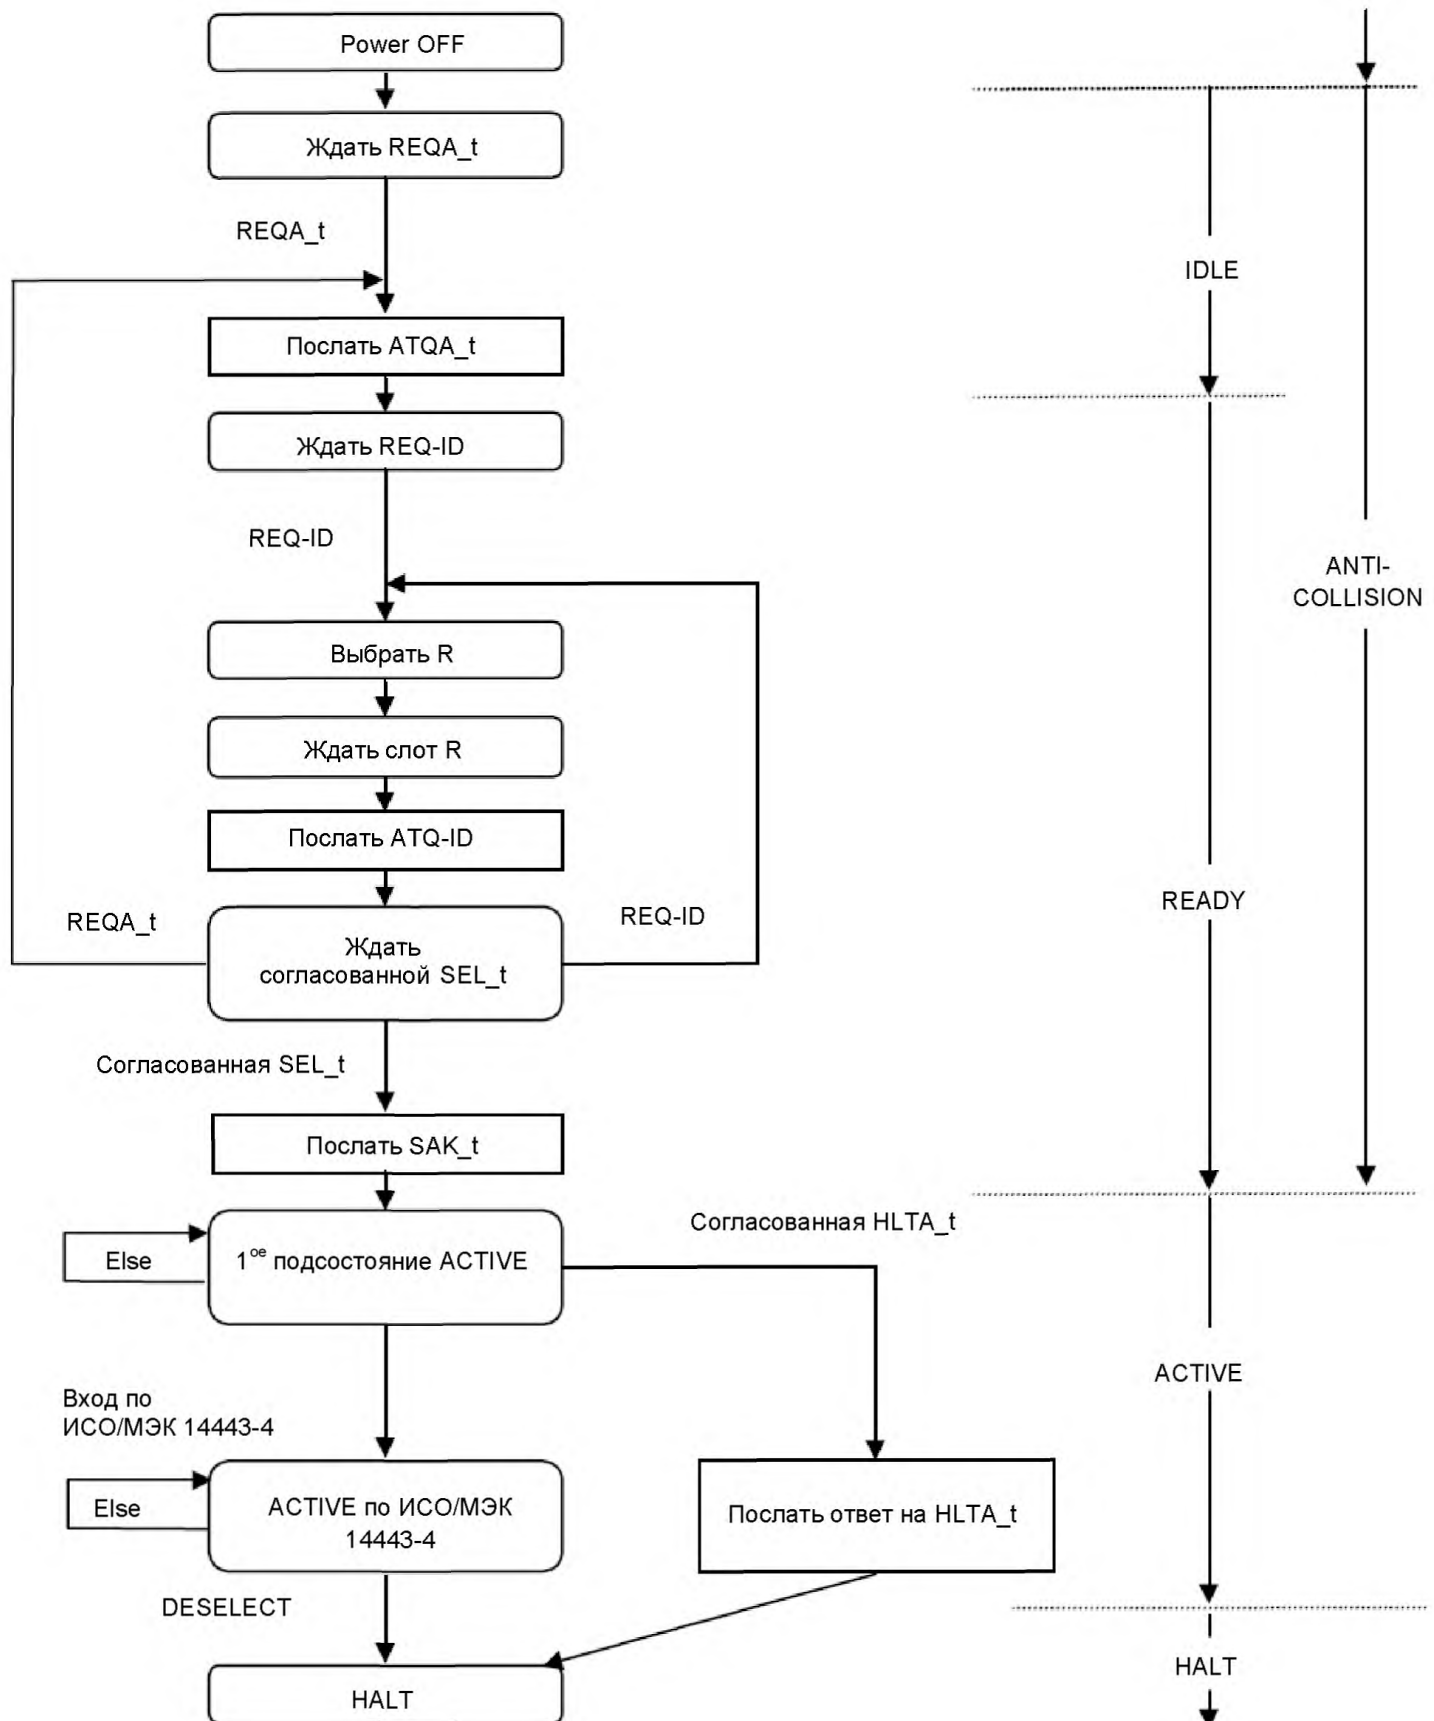 Power OFF
Ждать REQA_t
REQA_t
IDLE
Послать ATQA_t
Ждать REQ-ID
REQ-ID
ANTI-
COLLISION
Выбрать R
Ждать слот R
Послать ATQ-ID
READY
REQA_t
REQ-ID
Ждать
согласованной SEL_t
Согласованная SEL_t
Послать SAK_t
Согласованная HLTA_t
Else
1ое подсостояние ACTIVE
ACTIVE
Вход по
ИСО/МЭК 14443-4
Else
ACTIVE по ИСО/МЭК
14443-4
Послать ответ на HLTA_t
DESELECT
HALT
HALT